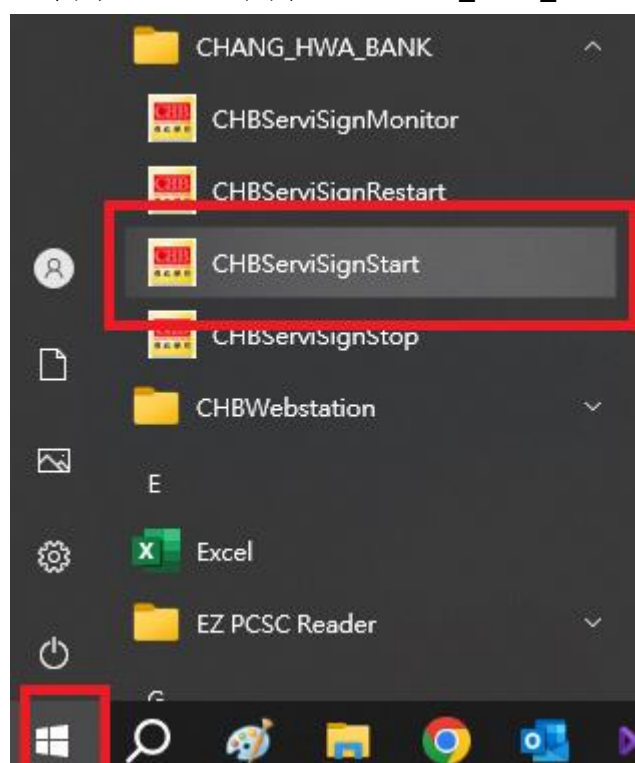 CHANG_HWA_BANK
CHBServiSignMonitor
CHBServiSignRestart
CHBServiSignStart
CHBServiSignStop
CHBWebstation
E
Excel
EZ PCSC Reader